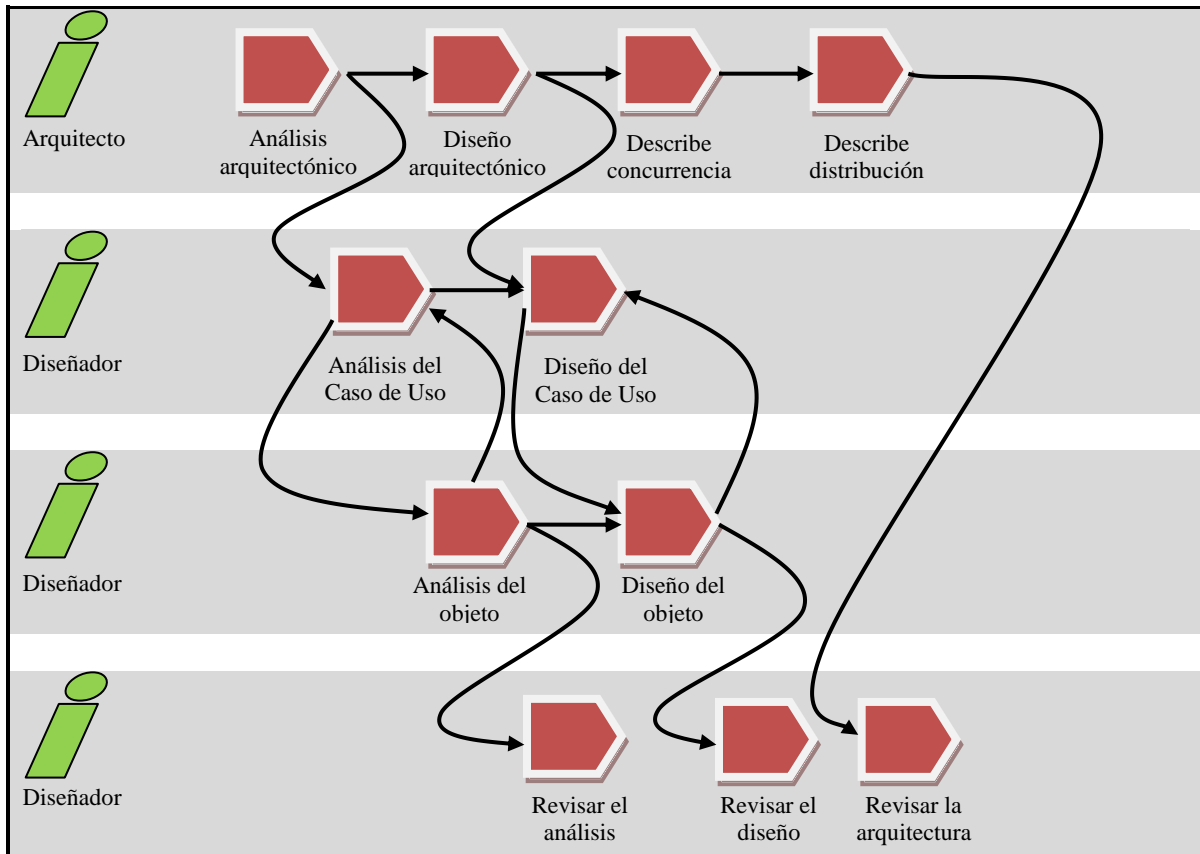 Arquitecto
Análisis
arquitectónico
Diseño
arquitectónico
Describe
concurrencia
Describe
distribución
Diseñador
Análisis del
Caso de Uso
Diseño del
Caso de Uso
Diseñador
Análisis del
objeto
Diseño del
objeto
Diseñador
Revisar el
análisis
Revisar el
diseño
Revisar la
arquitectura